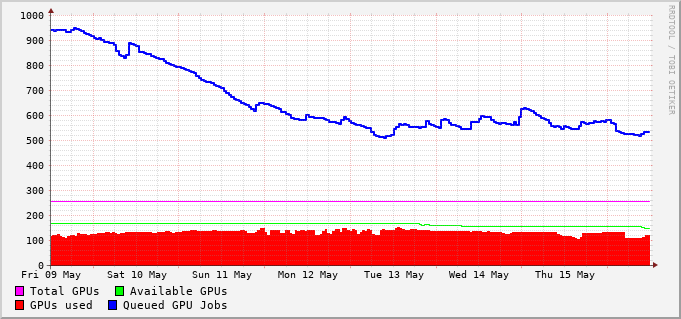 1000
900
800
700
600
500
400
300
200
100
0
Fri 09 May Sat 10 May Sun 11 May Mon 12 May Tue 13 May Wed 14 May Thu 15 May
Total GPUs Available GPUs
GPUs used Queued GPU Jobs
RRDTOOL / TOBI OETIKER